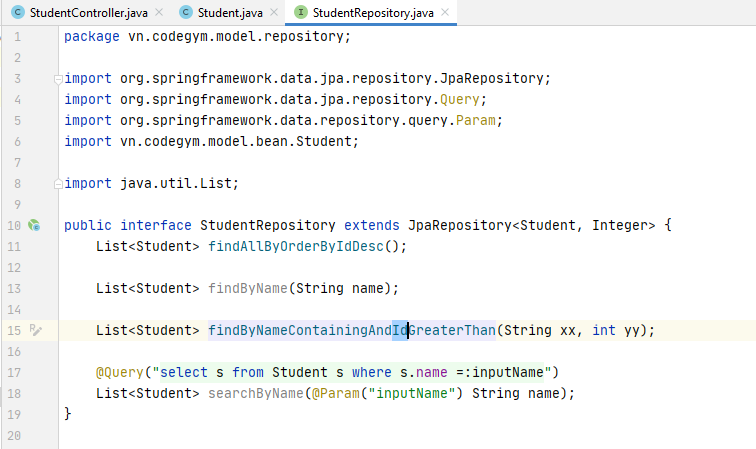 StudentController.java Student.java StudentRepository.java
1 package vn.codegym.model.repository;
2
3 import org.springframework.data.jpa.repository.JpaRepository;
4 import org.springframework.data.jpa.repository.Query;
5 import org.springframework.data.repository.query.Param;
6 import vn.codegym.model.bean.Student;
7
8 import java.util.List;
9
10 public interface StudentRepository extends JpaRepository<Student, Integer> {
11 List<Student> findAllByOrderByIdDesc();
12
13 List<Student> findByName(String name);
14
15 List<Student> findByNameContainingAndIdGreaterThan(String xx, int yy);
16
17 @Query("select s from Student s where s.name =:inputName")
18 List<Student> searchByName(@Param("inputName") String name);
19 }
20